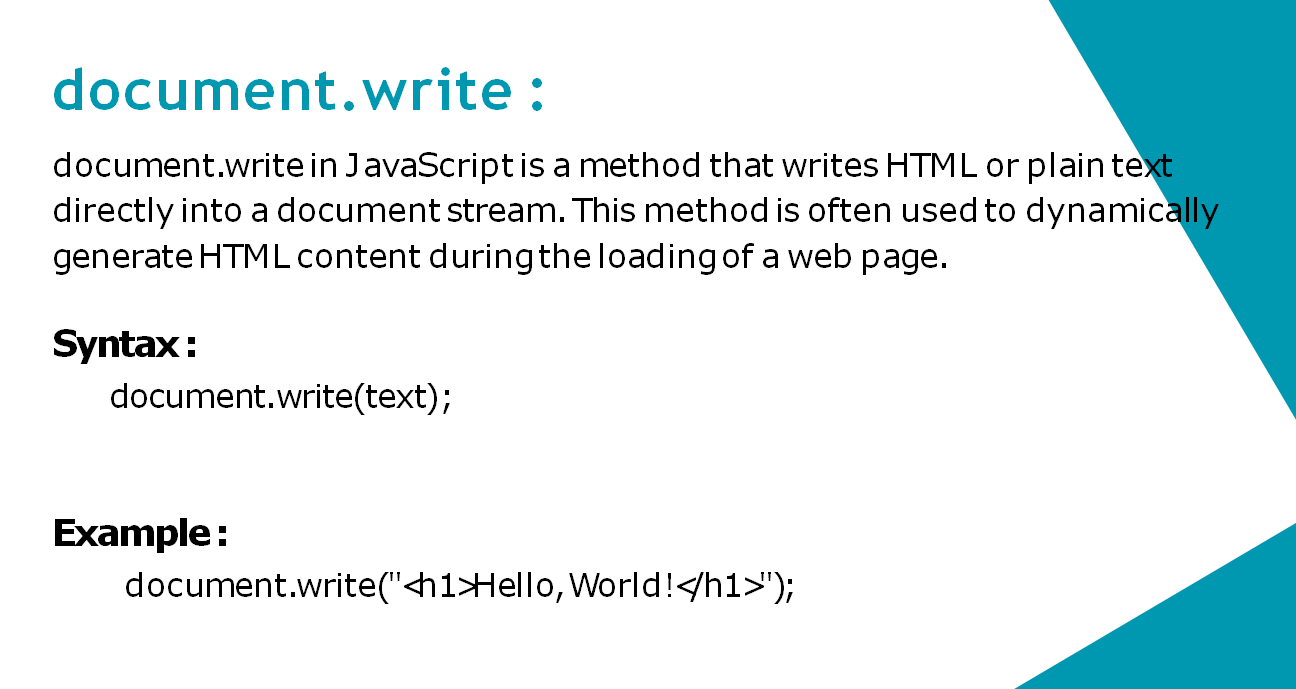 document.write :
document.write in JavaScript is a method that writes HTML or plain text
directly into a document stream. This method is often used to dynamically
generate HTML content during the loading of a web page.
Syntax :
document.write(text);
Example :
document.write("<h1>Hello, World!</h1>");